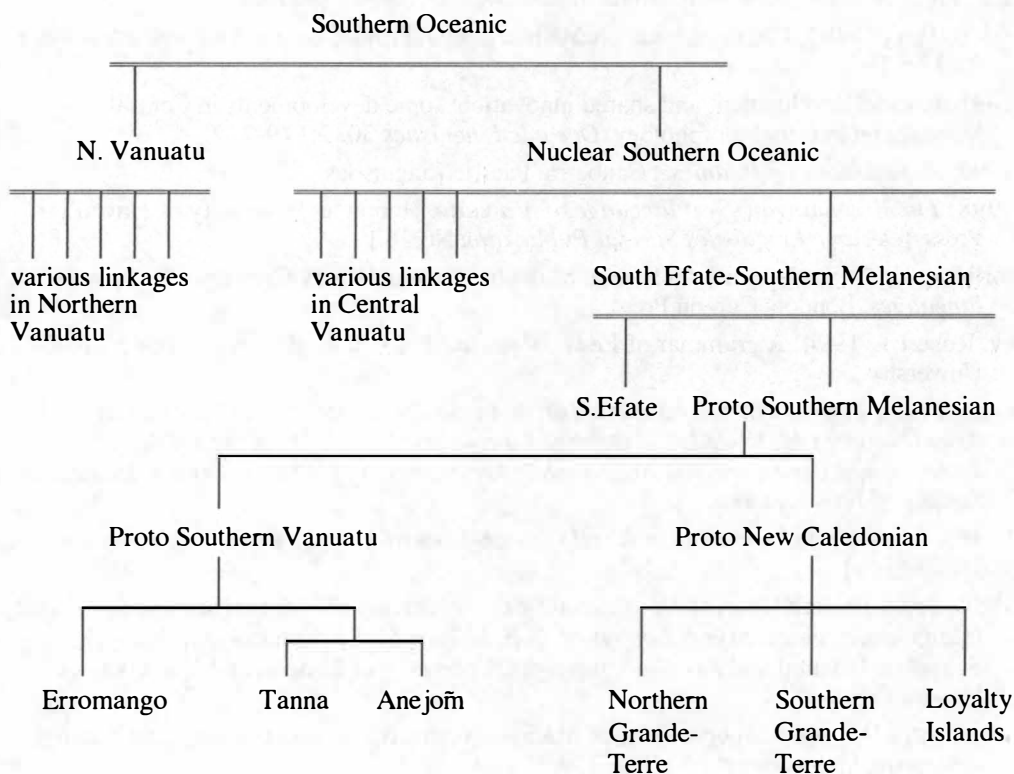 Southern Oceanic
N. Vanuatu
Nuclear Southern Oceanic
various linkages
in Northern
Vanuatu
various linkages
in Central
Vanuatu
South Efate-Southern Melanesian
S.Efate
Proto Southern Melanesian
Proto Southern Vanuatu
Proto New Caledonian
Erromango
Tanna
Anejom̃
Northern
Grande-
Terre
Southern
Grande-
Terre
Loyalty
Islands